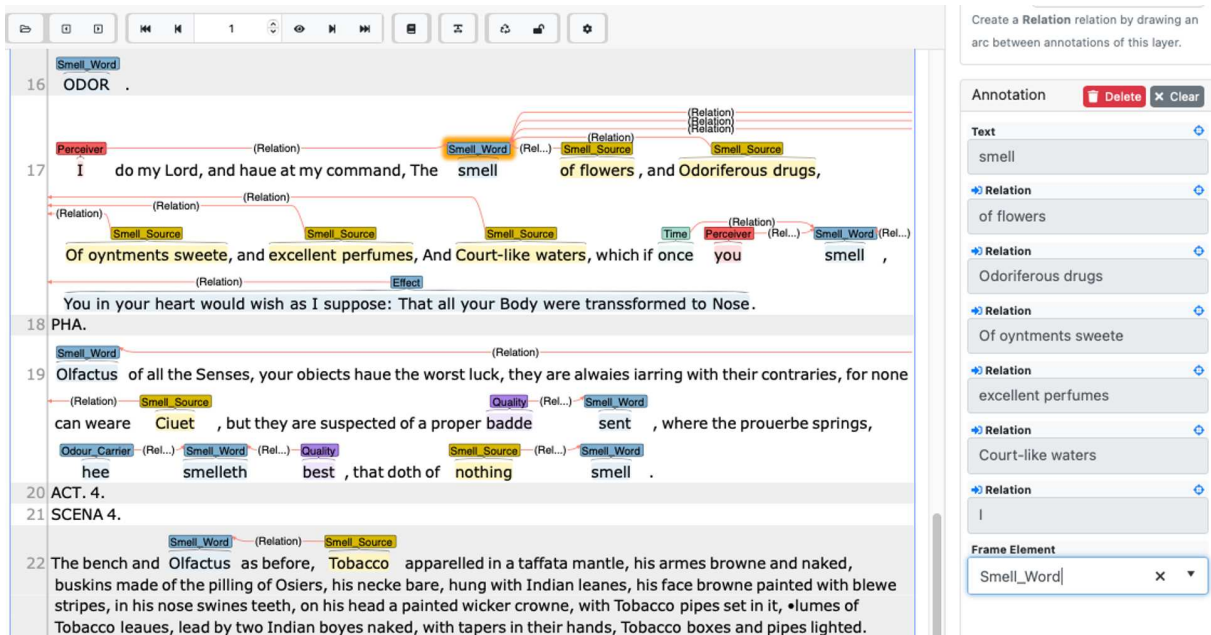 Create a Relation relation by drawing an
arc between annotations of this layer.
1
Smell_Word
16 ODOR .
(Relation)
(Relation)
(Relation)
(Relation)
Perceiver (Relation) Smell_Word (Rel...) Smell_Source Smell_Source
17 I do my Lord, and haue at my command, The smell of flowers , and Odoriferous drugs,
(Relation)
(Relation)
(Relation)
(Relation)
Smell_Source Smell_Source Smell_Source Time Perceiver (Rel...) Smell_Word (Rel...)
Of oyntments sweete, and excellent perfumes, And Court-like waters, which if once you smell ,
(Relation) Effect
You in your heart would wish as I suppose: That all your Body were transsformed to Nose.
18 PHA.
Smell_Word (Relation)
19 Olfactus of all the Senses, your obiects haue the worst luck, they are alwaies iarring with their contraries, for none
(Relation) Smell_Source Quality (Rel...) Smell_Word
can weare Ciuet , but they are suspected of a proper badde sent , where the prouerbe springs,
Odour_Carrier (Rel...) Smell_Word (Rel...) Quality Smell_Source (Rel...) Smell_Word
hee smelleth best , that doth of nothing smell .
20 ACT. 4.
21 SCENA 4.
Smell_Word (Relation) Smell_Source
22 The bench and Olfactus as before, Tobacco apparelled in a taffata mantle, his armes browne and naked,
buskins made of the pilling of Osiers, his necke bare, hung with Indian leanes, his face browne painted with blewe
stripes, in his nose swines teeth, on his head a painted wicker crowne, with Tobacco pipes set in it, •lumes of
Tobacco leaues, lead by two Indian boyes naked, with tapers in their hands, Tobacco boxes and pipes lighted.
Annotation Delete Clear
Text
smell
Relation
of flowers
Relation
Odoriferous drugs
Relation
Of oyntments sweete
Relation
excellent perfumes
Relation
Court-like waters
Relation
I
Frame Element
Smell_Word